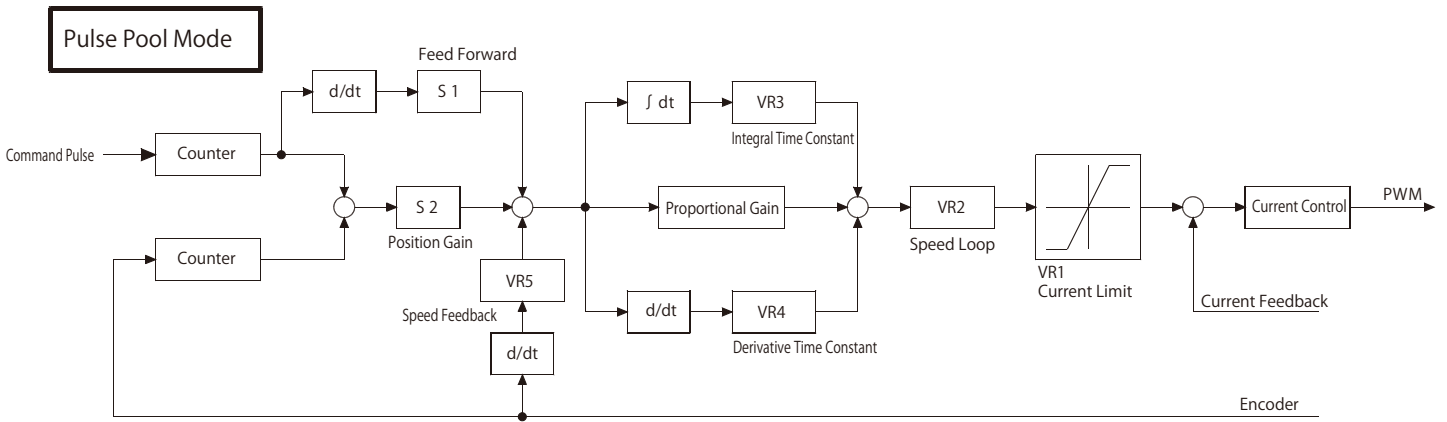 Pulse Pool Mode
Feed Forward
d/dt
S 1
∫ dt
VR3
Integral Time Constant
Command Pulse
Counter
S 2
Position Gain
Proportional Gain
VR2
Speed Loop
VR1
Current Limit
Current Control
PWM
Counter
VR5
Speed Feedback
d/dt
d/dt
VR4
Derivative Time Constant
Current Feedback
Encoder